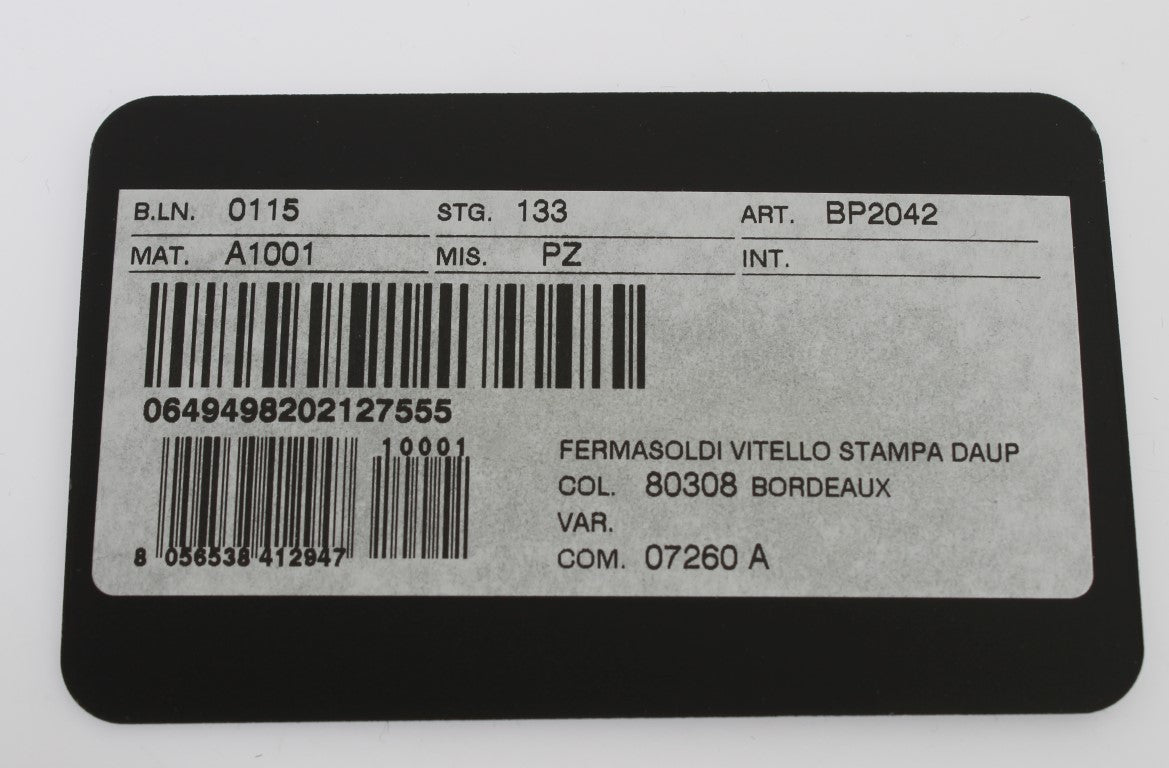 B.LN. 0115 STG. 133 ART. BP2042
MAT. A1001 MIS. PZ INT.
0649498202127555
10001
8 056538 412947
FERMASOLDI VITELLO STAMPA DAUP
COL. 80308 BORDEAUX
VAR.
COM. 07260 A